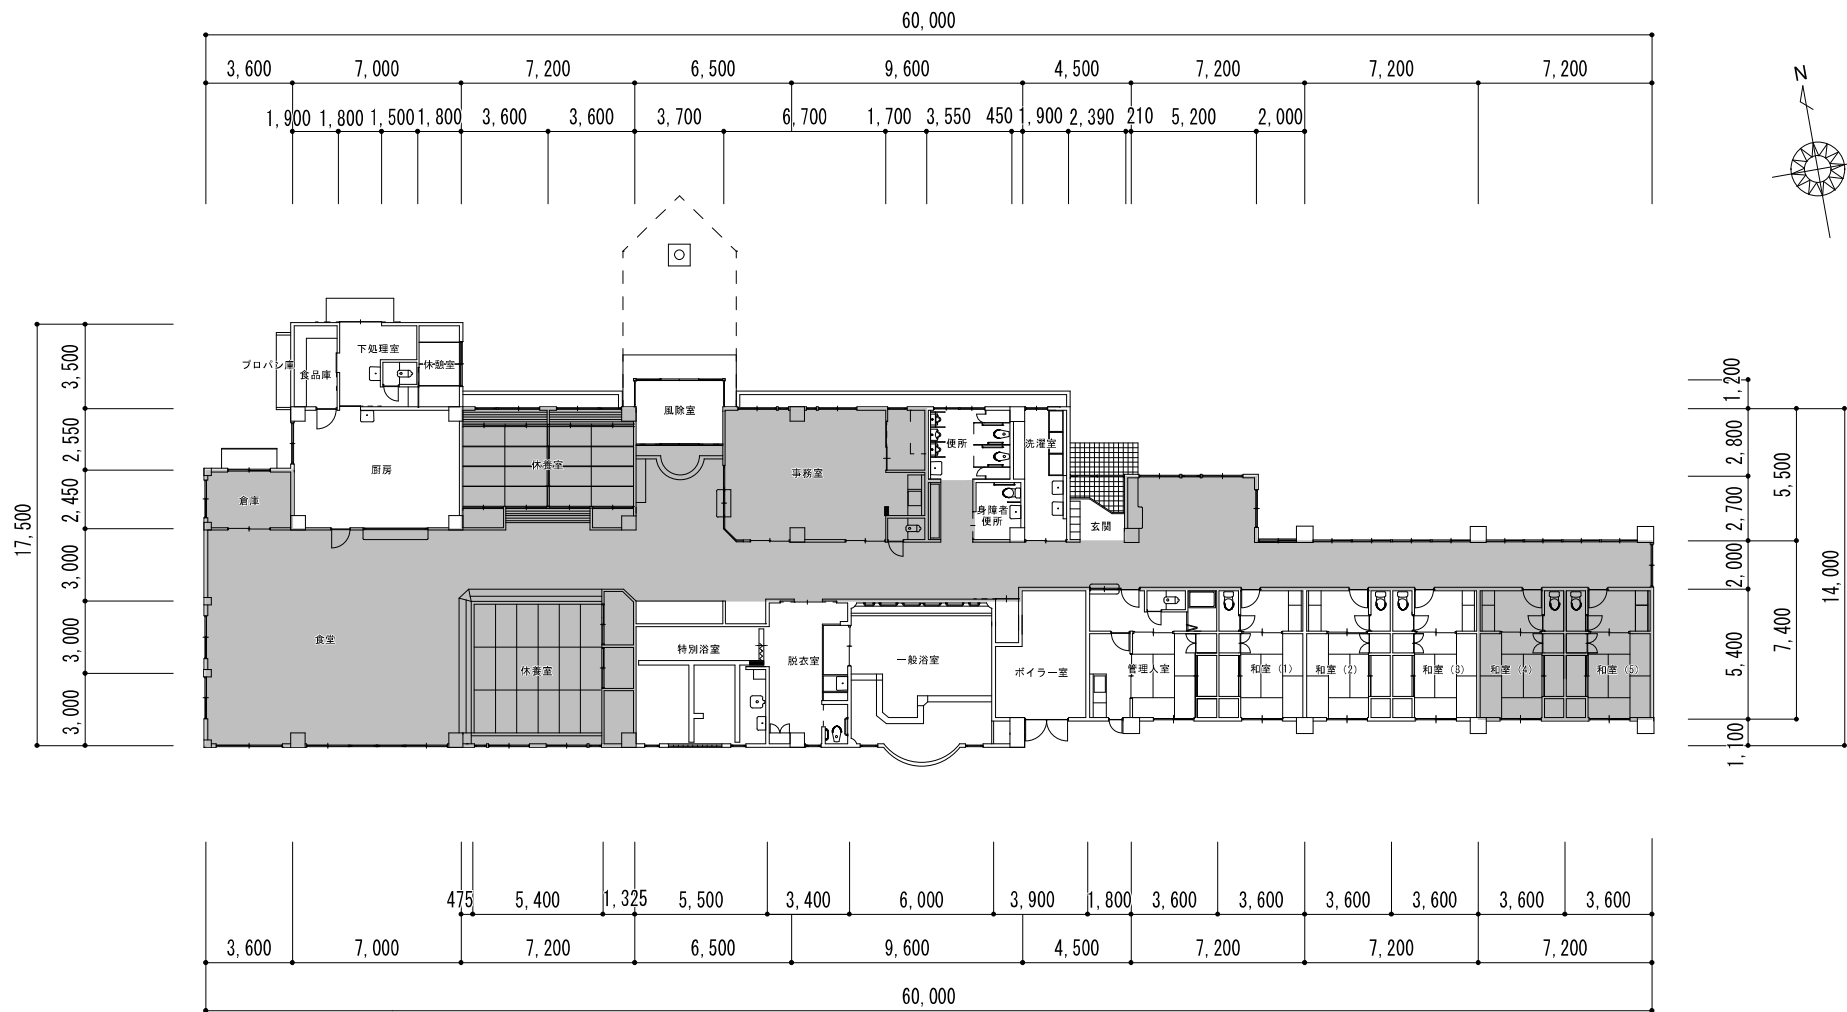 60,000
3,600 7,000 7,200 6,500 9,600 4,500 7,200 7,200 7,200
1,900 1,800 1,500 1,800 3,600 3,600 3,700 6,700 1,700 3,550 450 1,900 2,390 210 5,200 2,000
N
17,500
3,500
2,550
2,450
3,000
3,000
3,000
プロパン庫
食品庫
下処理室
休憩室
厨房
倉庫
休養室
風除室
事務室
便所
洗濯室
身障者
便所
玄関
食堂
休養室
特別浴室
脱衣室
一般浴室
ボイラー室
管理人室
和室(1)
和室(2)
和室(3)
和室(4)
和室(5)
1,200
2,800
2,700
2,000
5,400
1,100
5,500
7,400
14,000
475 5,400 1,325 5,500 3,400 6,000 3,900 1,800 3,600 3,600 3,600 3,600 3,600 3,600
3,600 7,000 7,200 6,500 9,600 4,500 7,200 7,200 7,200
60,000